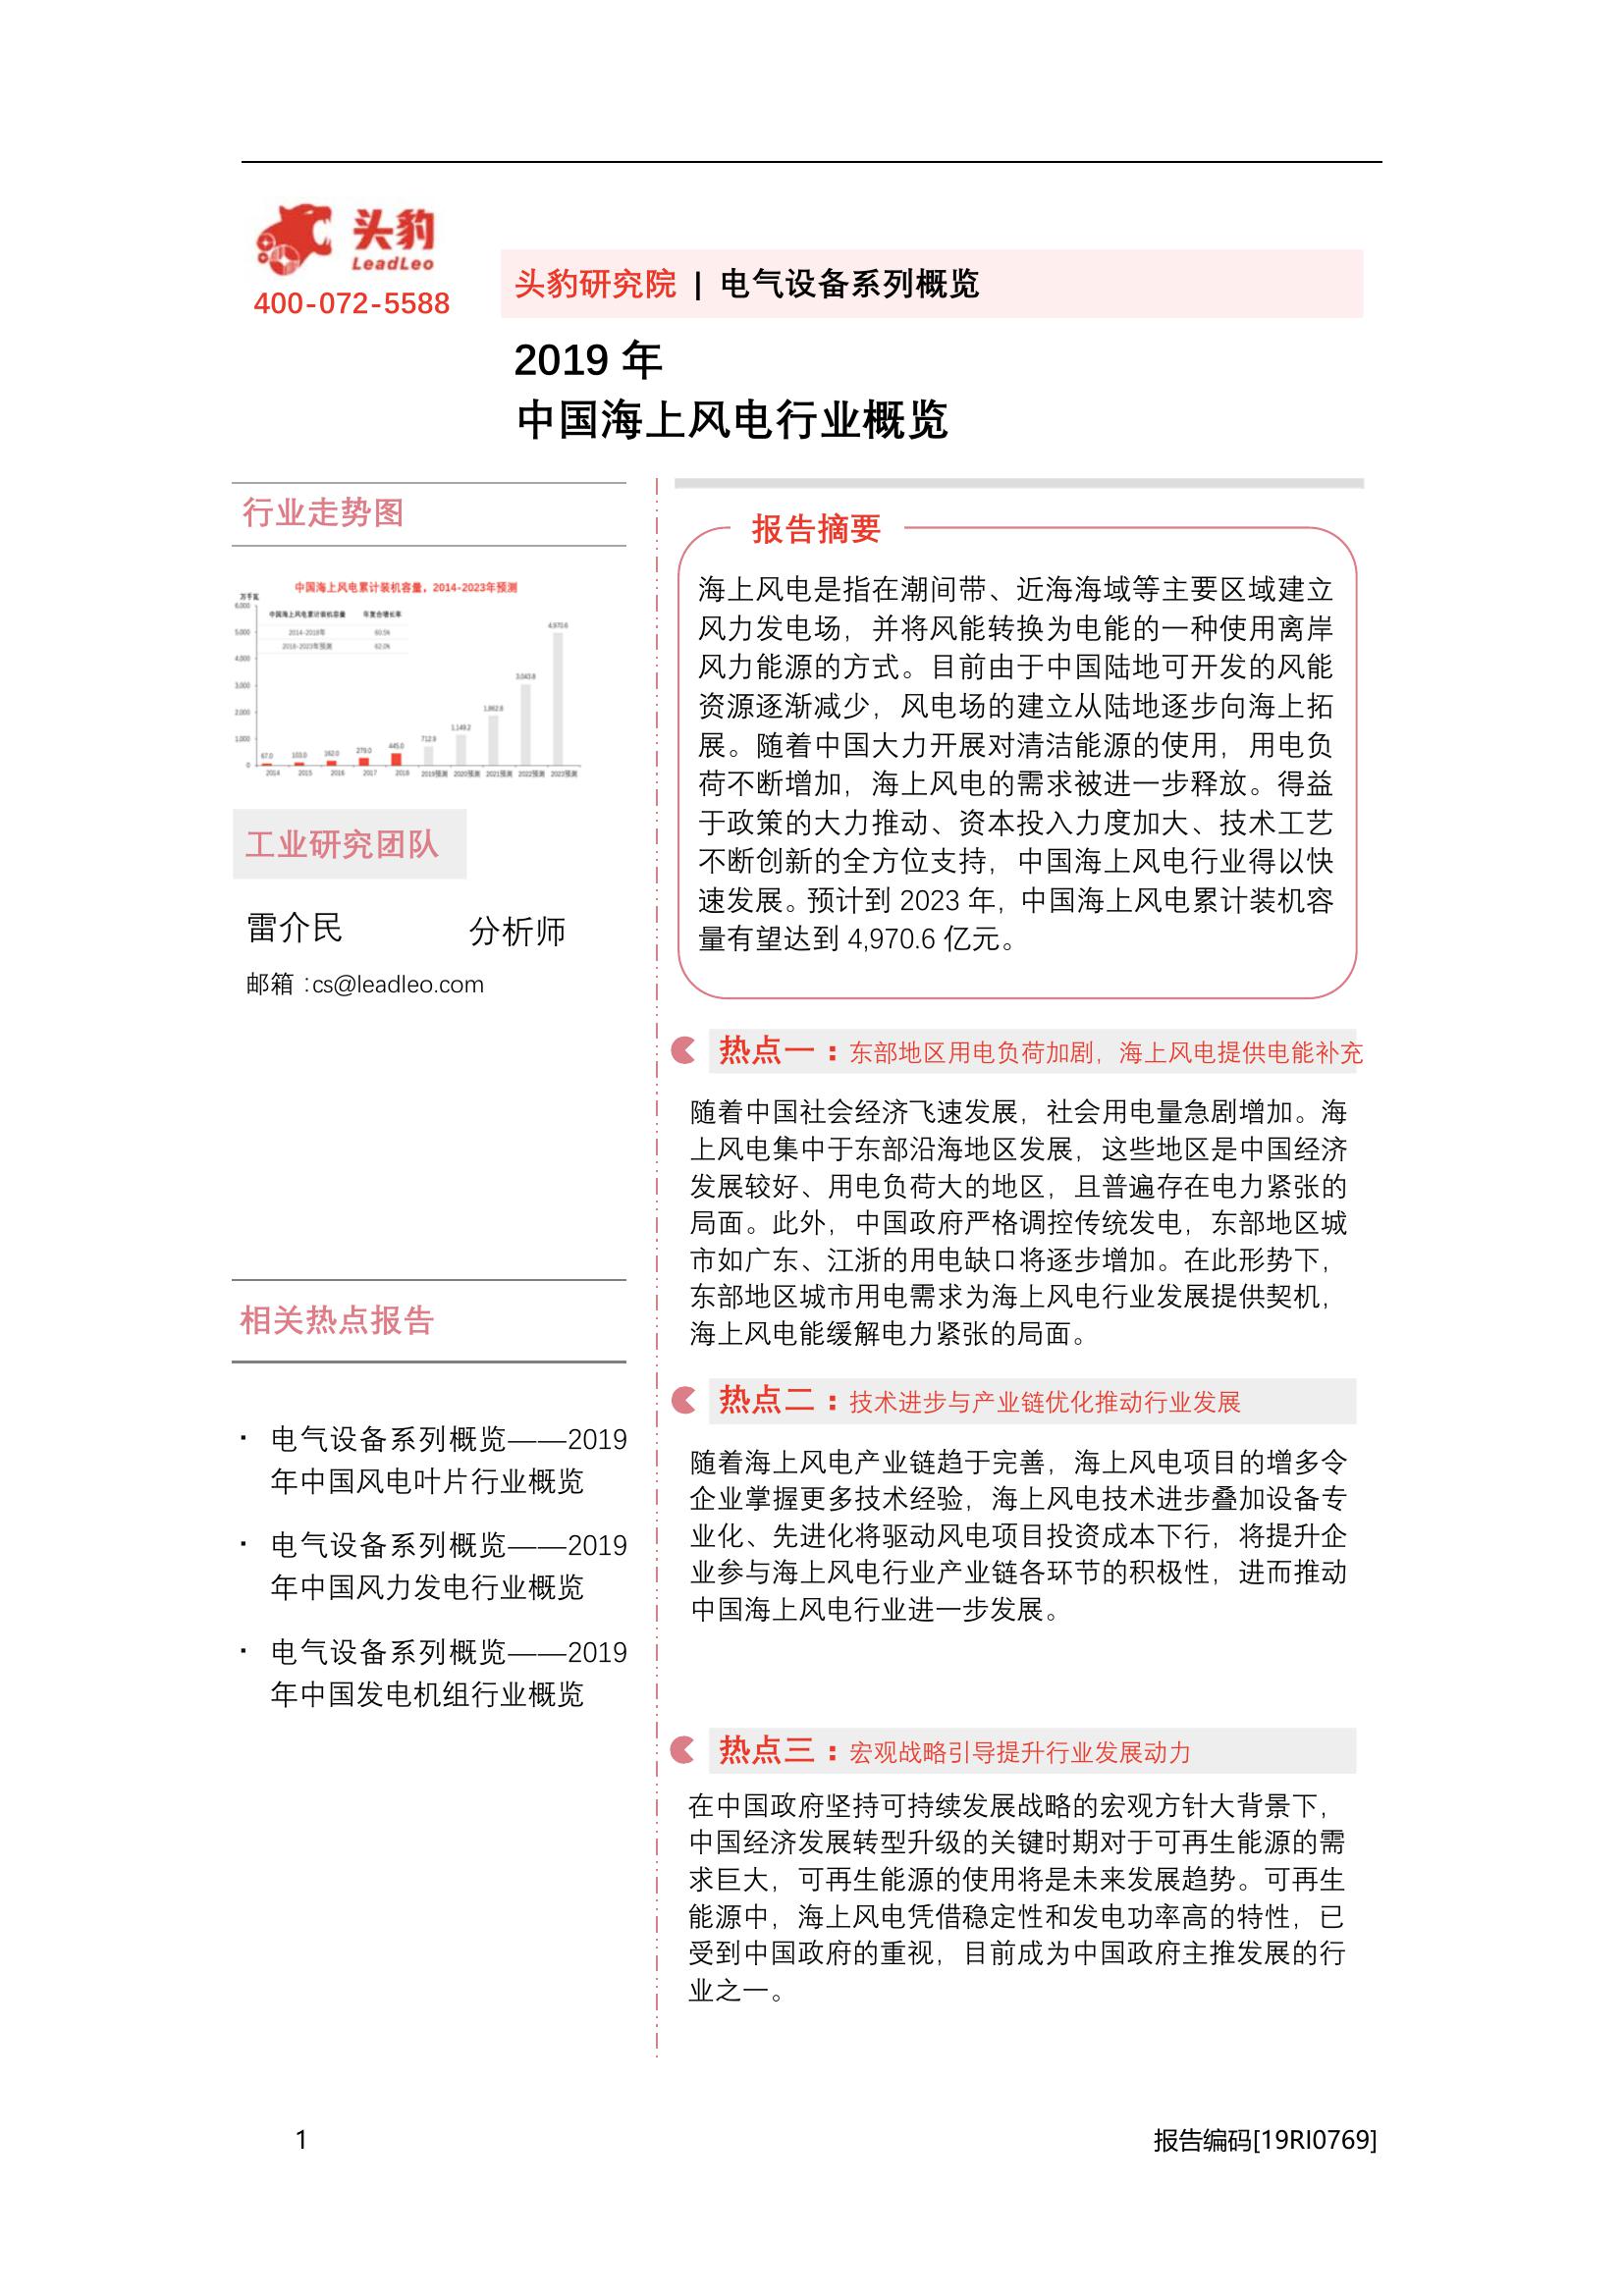 头豹
LeadLeo
400-072-5588
头豹研究院 | 电气设备系列概览
2019 年
中国海上风电行业概览
行业走势图
中国海上风电累计装机容量，2014-2023年预测
万千瓦
中国海上风电累计装机容量 年复合增长率
2014-2018年 60.5%
2018-2023年预测 62.0%
6,000
5,000
4,000
3,000
2,000
1,000
0
67.0 103.0 162.0 279.0 445.0 712.9 1,149.2 1,862.8 3,043.8 4,970.6
2014 2015 2016 2017 2018 2019预测 2020预测 2021预测 2022预测 2023预测
工业研究团队
雷介民 分析师
邮箱：cs@leadleo.com
相关热点报告
· 电气设备系列概览——2019
年中国风电叶片行业概览
· 电气设备系列概览——2019
年中国风力发电行业概览
· 电气设备系列概览——2019
年中国发电机组行业概览
报告摘要
海上风电是指在潮间带、近海海域等主要区域建立
风力发电场，并将风能转换为电能的一种使用离岸
风力能源的方式。目前由于中国陆地可开发的风能
资源逐渐减少，风电场的建立从陆地逐步向海上拓
展。随着中国大力开展对清洁能源的使用，用电负
荷不断增加，海上风电的需求被进一步释放。得益
于政策的大力推动、资本投入力度加大、技术工艺
不断创新的全方位支持，中国海上风电行业得以快
速发展。预计到 2023 年，中国海上风电累计装机容
量有望达到 4,970.6 亿元。
热点一：东部地区用电负荷加剧，海上风电提供电能补充
随着中国社会经济飞速发展，社会用电量急剧增加。海
上风电集中于东部沿海地区发展，这些地区是中国经济
发展较好、用电负荷大的地区，且普遍存在电力紧张的
局面。此外，中国政府严格调控传统发电，东部地区城
市如广东、江浙的用电缺口将逐步增加。在此形势下，
东部地区城市用电需求为海上风电行业发展提供契机，
海上风电能缓解电力紧张的局面。
热点二：技术进步与产业链优化推动行业发展
随着海上风电产业链趋于完善，海上风电项目的增多令
企业掌握更多技术经验，海上风电技术进步叠加设备专
业化、先进化将驱动风电项目投资成本下行，将提升企
业参与海上风电行业产业链各环节的积极性，进而推动
中国海上风电行业进一步发展。
热点三：宏观战略引导提升行业发展动力
在中国政府坚持可持续发展战略的宏观方针大背景下，
中国经济发展转型升级的关键时期对于可再生能源的需
求巨大，可再生能源的使用将是未来发展趋势。可再生
能源中，海上风电凭借稳定性和发电功率高的特性，已
受到中国政府的重视，目前成为中国政府主推发展的行
业之一。
1
报告编码[19RI0769]